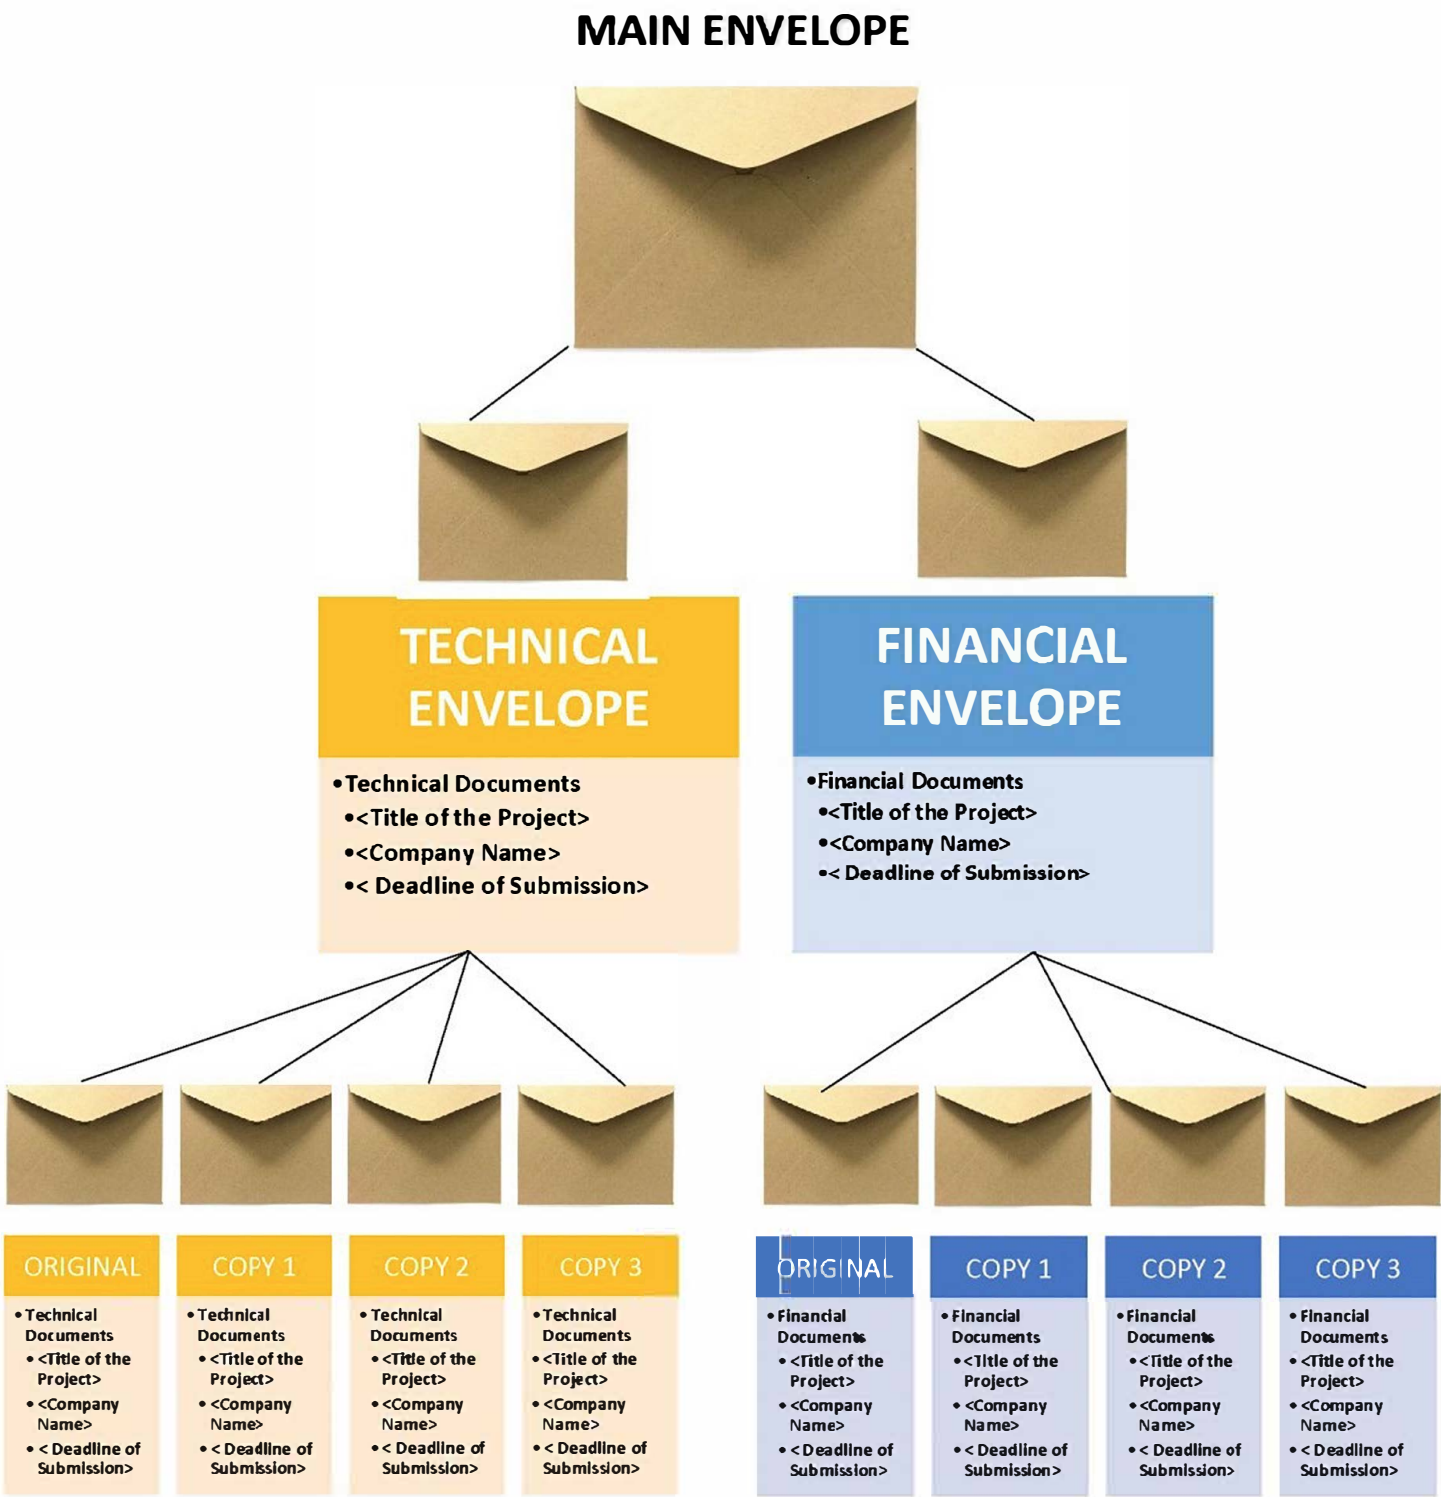 MAIN ENVELOPE
TECHNICAL
ENVELOPE
•Technical Documents
•<Title of the Project>
•<Company Name>
•< Deadline of Submission>
FINANCIAL
ENVELOPE
•Financial Documents
•<Title of the Project>
•<Company Name>
•< Deadline of Submission>
ORIGINAL
• Technical
Documents
• <Title of the
Project>
• <Company
Name>
• < Deadline of
Submission>
COPY 1
• Technical
Documents
• <Title of the
Project>
• <Company
Name>
• < Deadline of
Submission>
COPY 2
• Technical
Documents
• <Title of the
Project>
• <Company
Name>
• < Deadline of
Submission>
COPY 3
• Technical
Documents
• <Title of the
Project>
• <Company
Name>
• < Deadline of
Submission>
ORIGINAL
• Financial
Documents
• <Title of the
Project>
• <Company
Name>
• < Deadline of
Submission>
COPY 1
• Financial
Documents
• <Title of the
Project>
• <Company
Name>
• < Deadline of
Submission>
COPY 2
• Financial
Documents
• <Title of the
Project>
• <Company
Name>
• < Deadline of
Submission>
COPY 3
• Financial
Documents
• <Title of the
Project>
• <Company
Name>
• < Deadline of
Submission>